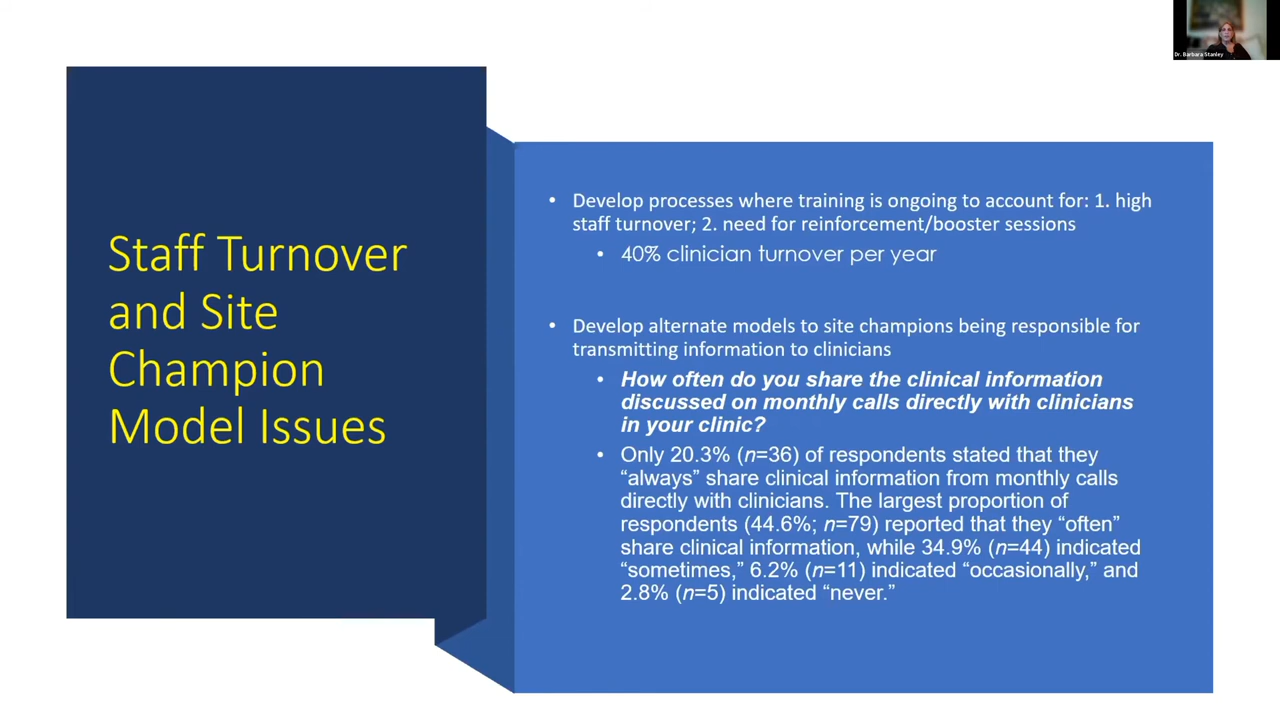 Dr. Barbara Stanley
Staff Turnover
and Site
Champion
Model Issues
• Develop processes where training is ongoing to account for: 1. high
staff turnover; 2. need for reinforcement/booster sessions
• 40% clinician turnover per year
• Develop alternate models to site champions being responsible for
transmitting information to clinicians
• How often do you share the clinical information
discussed on monthly calls directly with clinicians
in your clinic?
• Only 20.3% (n=36) of respondents stated that they
“always” share clinical information from monthly calls
directly with clinicians. The largest proportion of
respondents (44.6%; n=79) reported that they “often”
share clinical information, while 34.9% (n=44) indicated
“sometimes,” 6.2% (n=11) indicated “occasionally,” and
2.8% (n=5) indicated “never.”